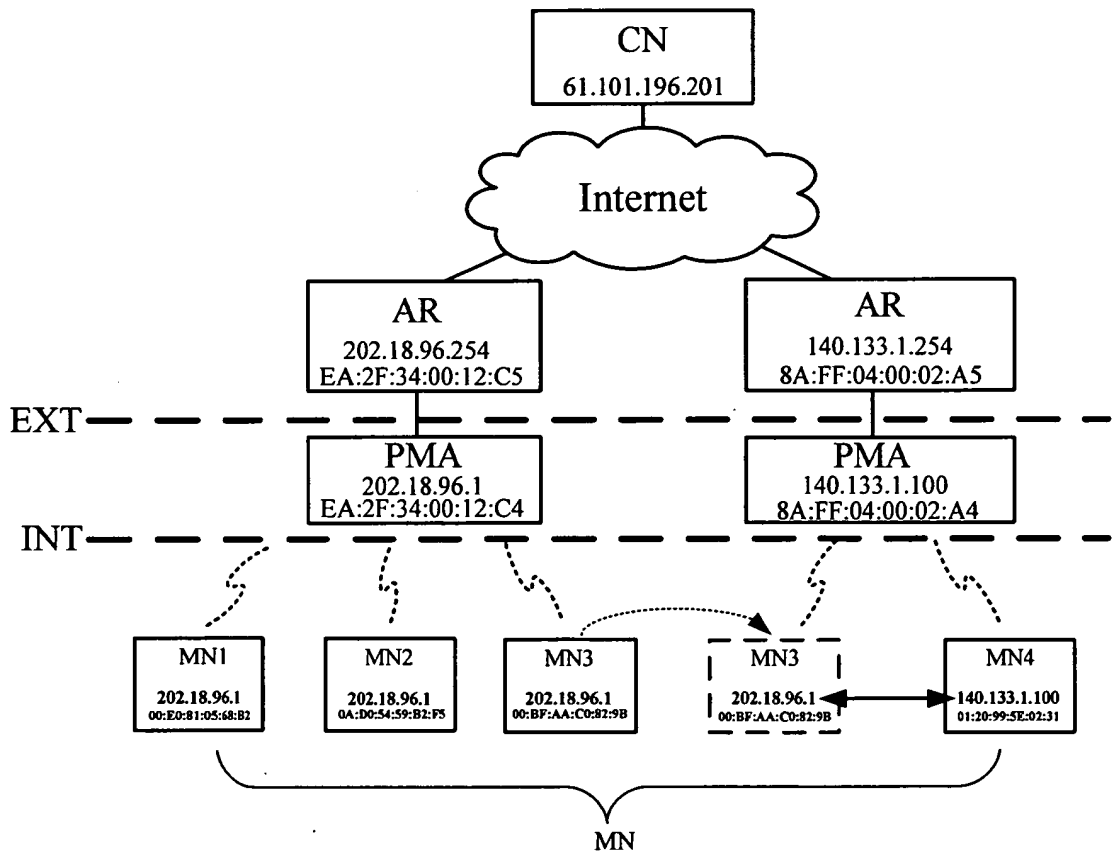 CN
61.101.196.201
Internet
AR
202.18.96.254
EA:2F:34:00:12:C5
AR
140.133.1.254
8A:FF:04:00:02:A5
EXT
PMA
202.18.96.1
EA:2F:34:00:12:C4
PMA
140.133.1.100
8A:FF:04:00:02:A4
INT
MN1
202.18.96.1
00:E0:81:05:68:B2
MN2
202.18.96.1
0A:D0:54:59:B2:F5
MN3
202.18.96.1
00:BF:AA:C0:82:9B
MN3
202.18.96.1
00:BF:AA:C0:82:9B
MN4
140.133.1.100
01:20:99:5E:02:31
MN